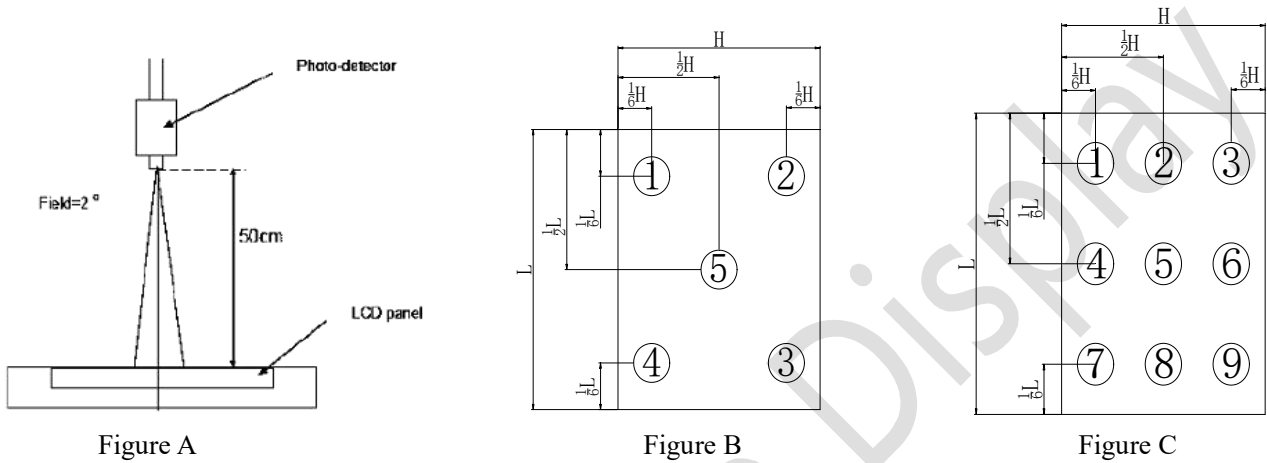 Photo-detector
Field=2 °
50cm
LCD panel
Figure A
H
½H
⅙H
⅙H
L
½L
⅙L
⅙L
①
②
⑤
④
③
Figure B
H
½H
⅙H
⅙H
L
½L
⅙L
⅙L
①
②
③
④
⑤
⑥
⑦
⑧
⑨
Figure C
Display